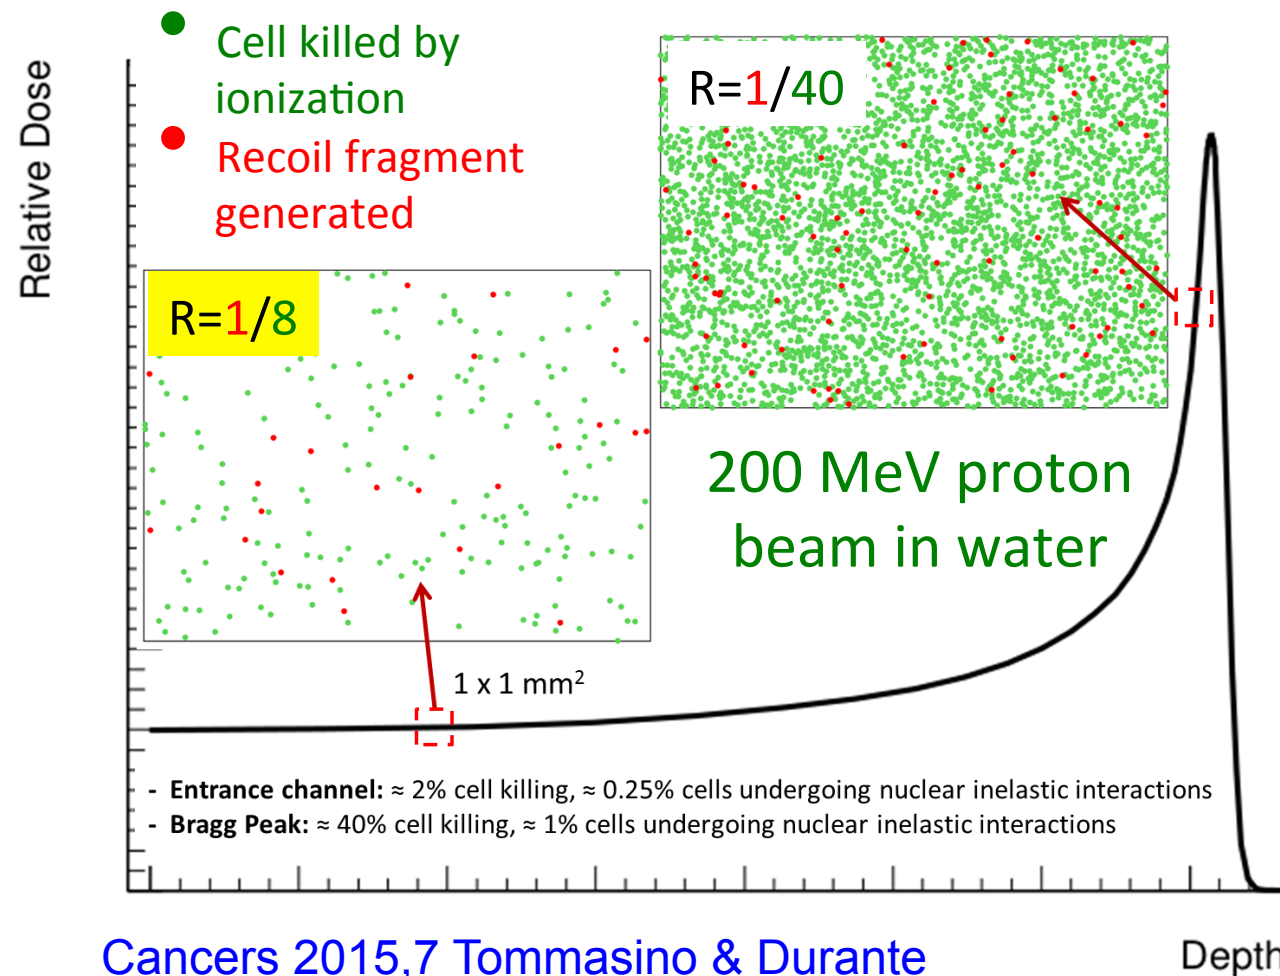 Cell killed by
ionization
Recoil fragment
generated
R=1/40
Relative Dose
R=1/8
200 MeV proton
beam in water
1 x 1 mm²
- Entrance channel: ≈ 2% cell killing, ≈ 0.25% cells undergoing nuclear inelastic interactions
- Bragg Peak: ≈ 40% cell killing, ≈ 1% cells undergoing nuclear inelastic interactions
Cancers 2015,7 Tommasino & Durante
Depth